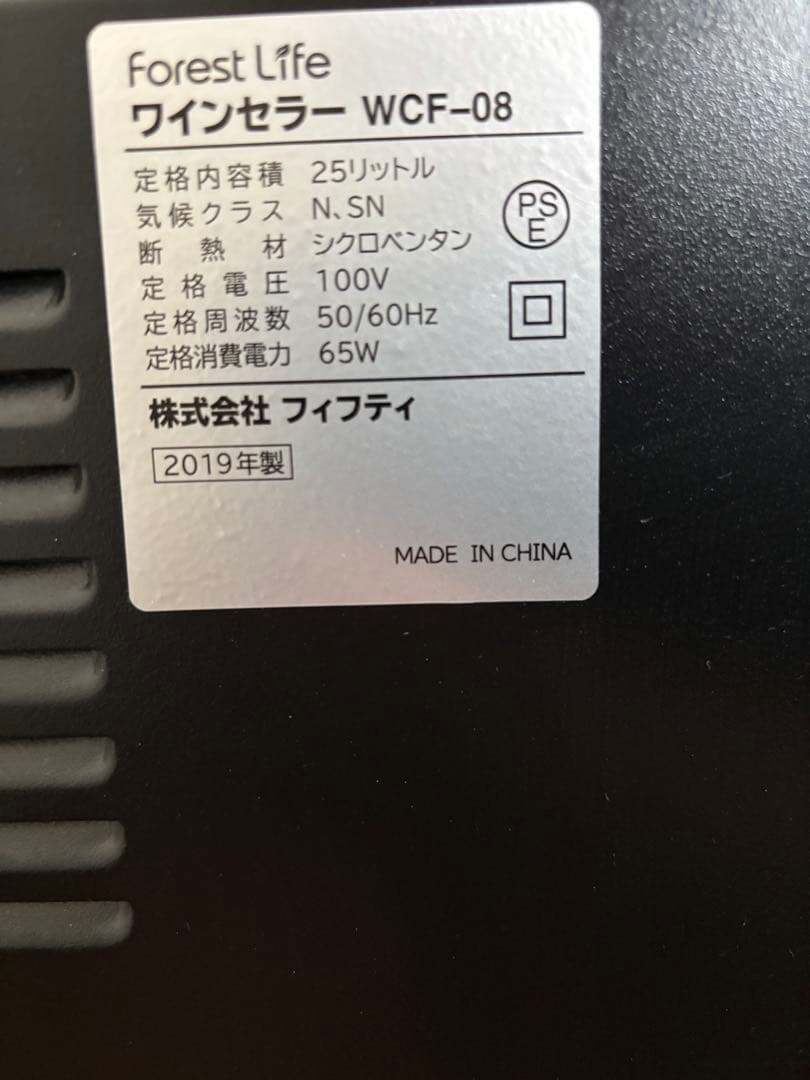 Forest Life
ワインセラー WCF-08
定格内容積 25リットル
気候クラス N、SN
断熱材 シクロペンタン
定格電圧 100V
定格周波数 50/60Hz
定格消費電力 65W
PS
E
株式会社 フィフティ
2019年製
MADE IN CHINA